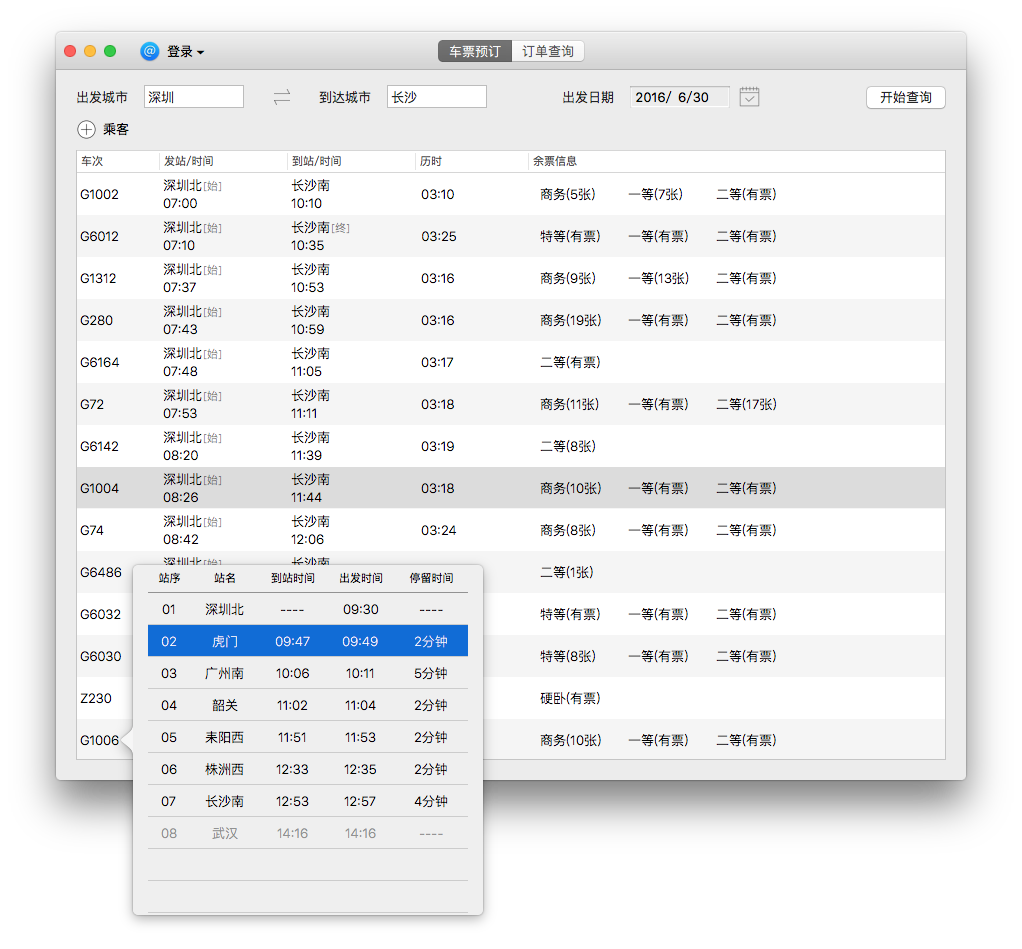 @ 登录
车票预订 订单查询
出发城市 深圳 到达城市 长沙 出发日期 2016/ 6/30 开始查询
乘客
车次 发站/时间 到站/时间 历时 余票信息
G1002 深圳北[始] 长沙南 03:10 商务(5张) 一等(7张) 二等(有票)
07:00 10:10
G6012 深圳北[始] 长沙南[终] 03:25 特等(有票) 一等(有票) 二等(有票)
07:10 10:35
G1312 深圳北[始] 长沙南 03:16 商务(9张) 一等(13张) 二等(有票)
07:37 10:53
G280 深圳北[始] 长沙南 03:16 商务(19张) 一等(有票) 二等(有票)
07:43 10:59
G6164 深圳北[始] 长沙南 03:17 二等(有票)
07:48 11:05
G72 深圳北[始] 长沙南 03:18 商务(11张) 一等(有票) 二等(17张)
07:53 11:11
G6142 深圳北[始] 长沙南 03:19 二等(8张)
08:20 11:39
G1004 深圳北[始] 长沙南 03:18 商务(10张) 一等(有票) 二等(有票)
08:26 11:44
G74 深圳北[始] 长沙南 03:24 商务(8张) 一等(有票) 二等(有票)
08:42 12:06
G6486 深圳北[始] 长沙南 二等(1张)
G6032 特等(有票) 一等(有票) 二等(有票)
G6030 特等(8张) 一等(有票) 二等(有票)
Z230 硬卧(有票)
G1006 商务(10张) 一等(有票) 二等(有票)
站序 站名 到站时间 出发时间 停留时间
01 深圳北 ---- 09:30 ----
02 虎门 09:47 09:49 2分钟
03 广州南 10:06 10:11 5分钟
04 韶关 11:02 11:04 2分钟
05 耒阳西 11:51 11:53 2分钟
06 株洲西 12:33 12:35 2分钟
07 长沙南 12:53 12:57 4分钟
08 武汉 14:16 14:16 ----